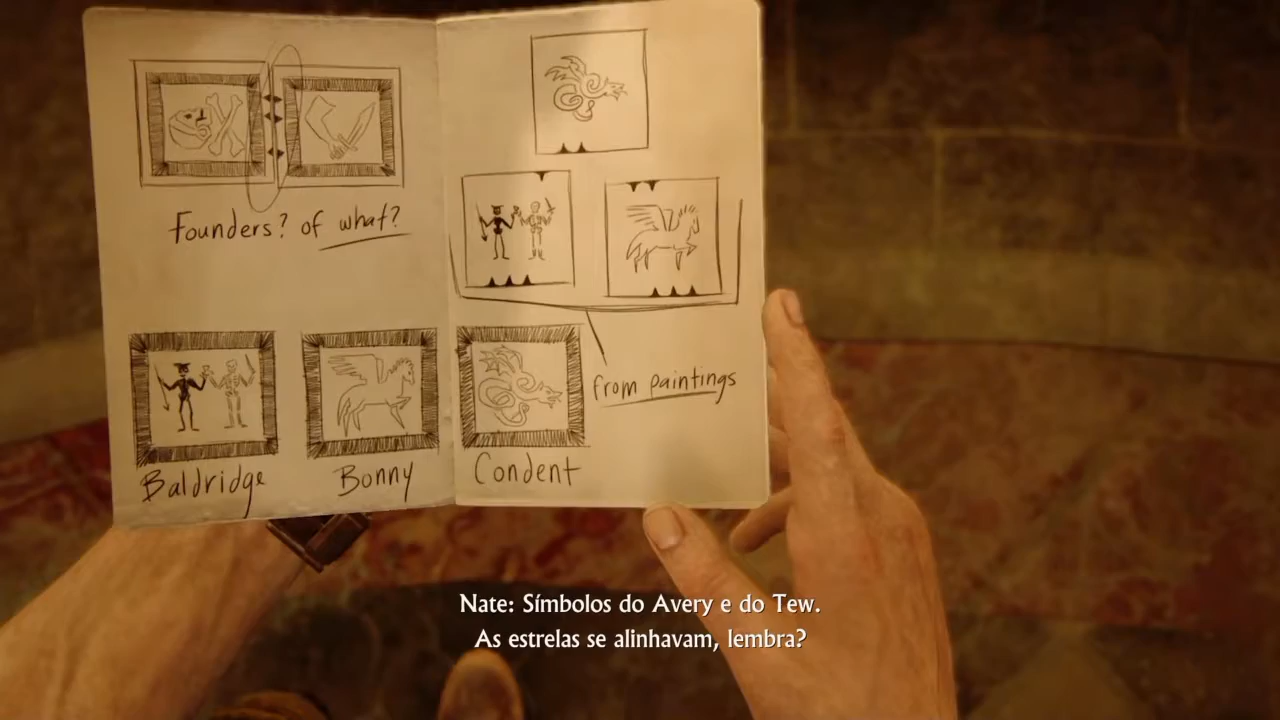 Founders? of what?
Baldridge
Bonny
Condent
from paintings
Nate: Símbolos do Avery e do Tew.
As estrelas se alinhavam, lembra?